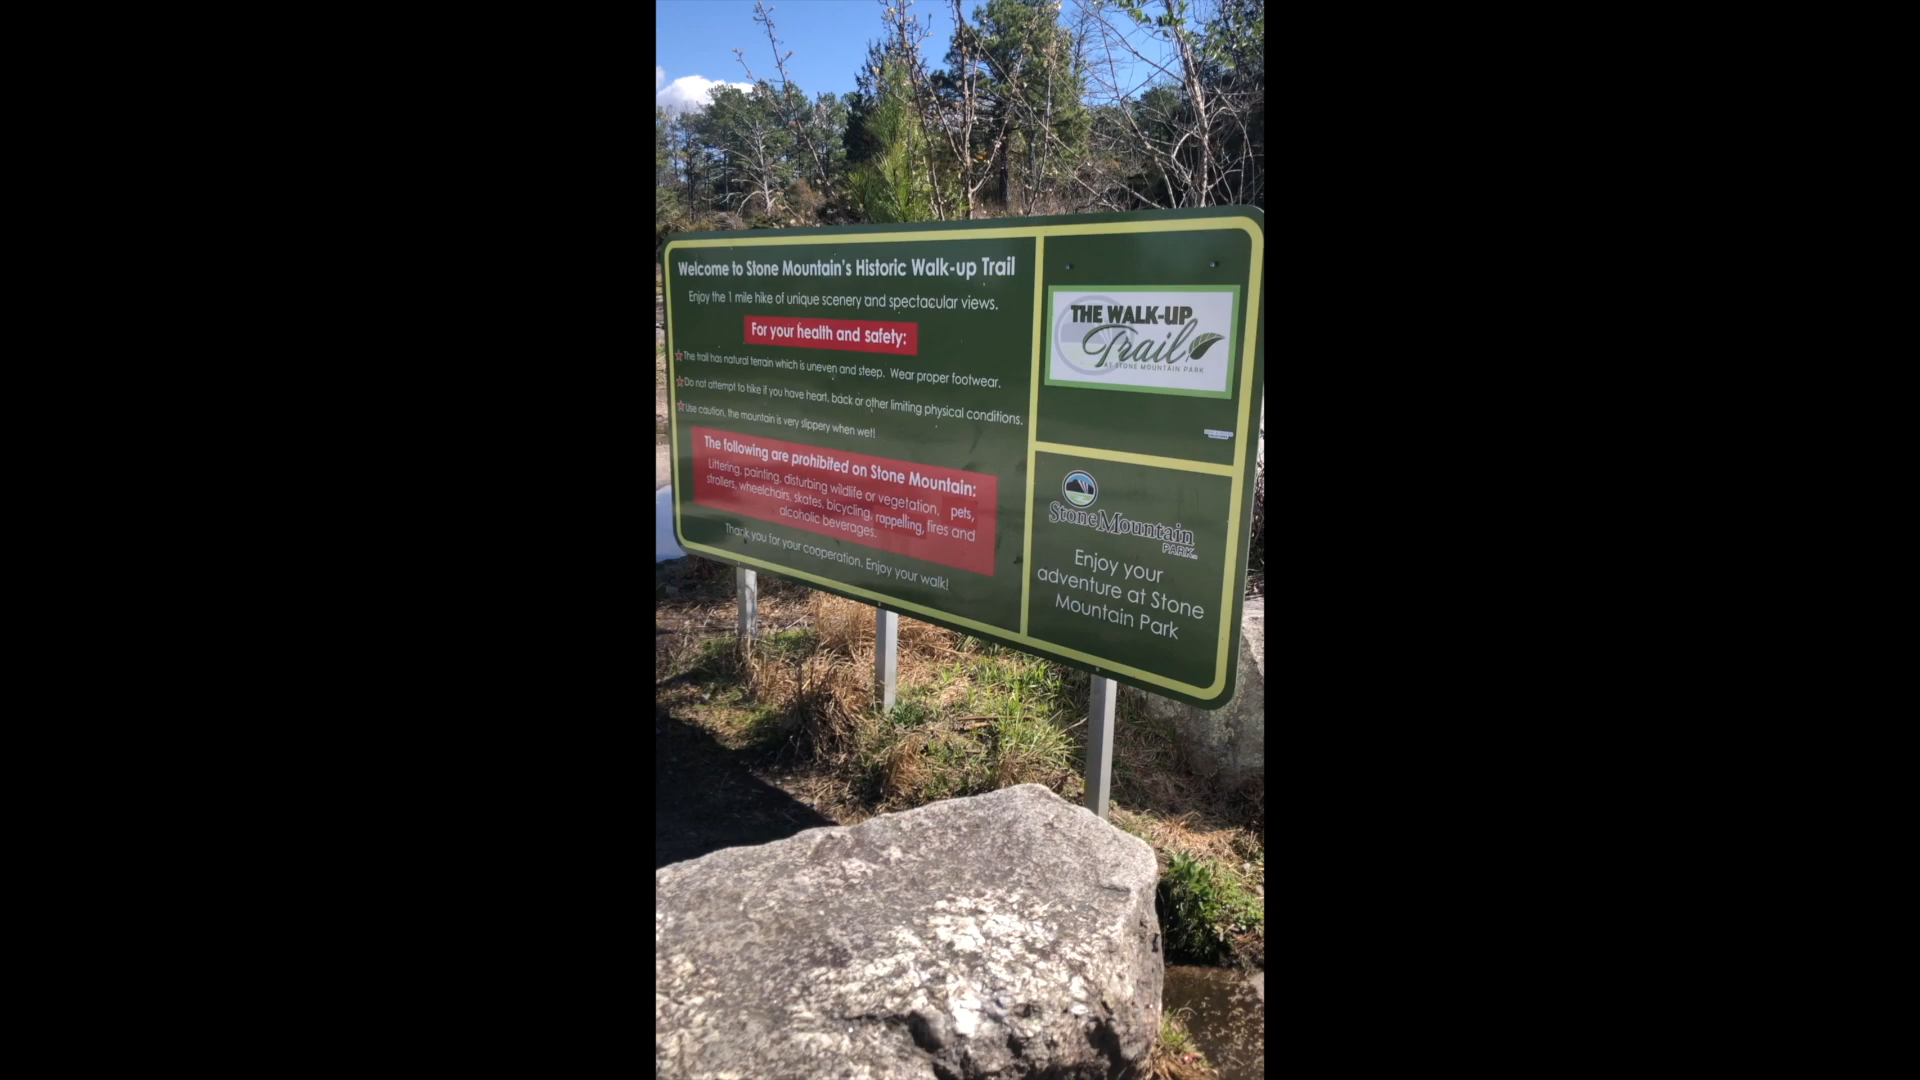 Welcome to Stone Mountain's Historic Walk-up Trail
Enjoy the 1 mile hike of unique scenery and spectacular views.
For your health and safety:
The trail has natural terrain which is uneven and steep. Wear proper footwear.
Do not attempt to hike if you have heart, back or other limiting physical conditions.
Use caution, the mountain is very slippery when wet!
The following are prohibited on Stone Mountain:
Littering, painting, disturbing wildlife or vegetation, pets,
strollers, wheelchairs, skates, bicycling, rappelling, fires and
alcoholic beverages.
Thank you for your cooperation. Enjoy your walk!
THE WALK-UP
Trail
AT STONE MOUNTAIN PARK
Stone Mountain
PARK
Enjoy your
adventure at Stone
Mountain Park